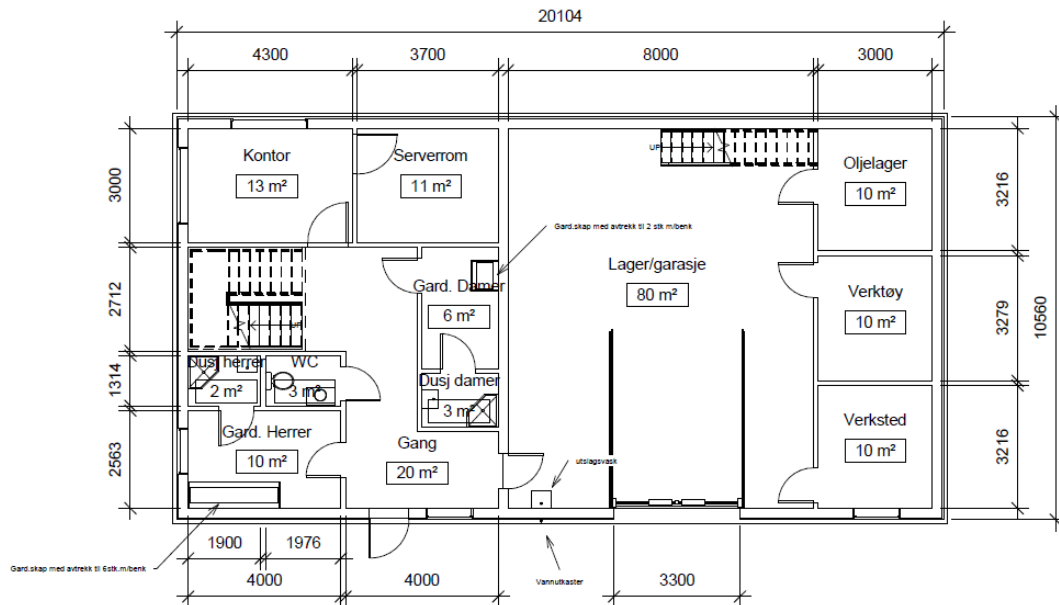 20104
4300
3700
8000
3000
Kontor
13 m²
Serverrom
11 m²
UP
Oljelager
10 m²
3000
3216
Gard.skap med avtrekk til 2 stk m/benk
Lager/garasje
80 m²
Gard. Damer
6 m²
UP
Verktøy
10 m²
2712
3279
10560
Dusj herrer
2 m²
WC
3 m²
Dusj damer
3 m²
1314
Gard. Herrer
10 m²
Gang
20 m²
Verksted
10 m²
2563
3216
utslagsvask
1900
1976
Gard.skap med avtrekk til 6stk.m/benk
4000
4000
Vannutkaster
3300